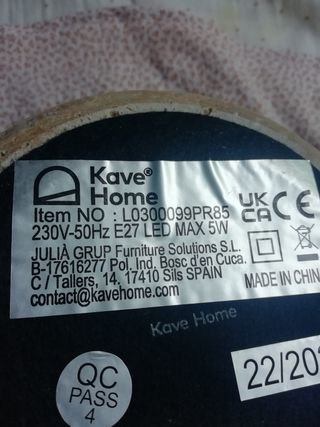 Kave®
Home
Item NO : L0300099PR85
230V-50Hz E27 LED MAX 5W
JULIÀ GRUP Furniture Solutions S.L.
B-17616277 Pol. Ind. Bosc d'en Cuca.
C / Tallers, 14. 17410 Sils SPAIN
contact@kavehome.com
UK
CA
CE
MADE IN CHIN
Kave Home
QC
PASS
4
22/202